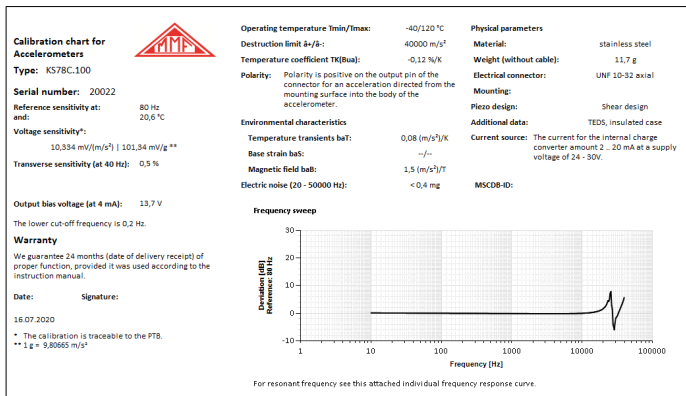 Calibration chart for
Accelerometers
MMF
Type: KS78C.100
Serial number: 20022
Reference sensitivity at: 80 Hz
and: 20,6 °C
Voltage sensitivity*:
10,334 mV/(m/s²) | 101,34 mV/g **
Transverse sensitivity (at 40 Hz): 0,5 %
Output bias voltage (at 4 mA): 13,7 V
The lower cut-off frequency is 0,2 Hz.
Warranty
We guarantee 24 months (date of delivery receipt) of
proper function, provided it was used according to the
instruction manual.
Date: Signature:
16.07.2020
* The calibration is traceable to the PTB.
** 1 g = 9,80665 m/s²
Operating temperature Tmin/Tmax: -40/120 °C
Destruction limit â+/â-: 40000 m/s²
Temperature coefficient TK(Bua): -0,12 %/K
Polarity: Polarity is positive on the output pin of the
connector for an acceleration directed from the
mounting surface into the body of the
accelerometer.
Environmental characteristics
Temperature transients baT: 0,08 (m/s²)/K
Base strain baS: --/--
Magnetic field baB: 1,5 (m/s²)/T
Electric noise (20 - 50000 Hz): < 0,4 mg
Physical parameters
Material: stainless steel
Weight (without cable): 11,7 g
Electrical connector: UNF 10-32 axial
Mounting:
Piezo design: Shear design
Additional data: TEDS, insulated case
Current source: The current for the internal charge
converter amount 2 .. 20 mA at a supply
voltage of 24 - 30V.
MSCDB-ID:
Frequency sweep
Deviation [dB]
Reference: 80 Hz
30
20
10
0
-10
1 10 100 1000 10000 100000
Frequency [Hz]
For resonant frequency see this attached individual frequency response curve.